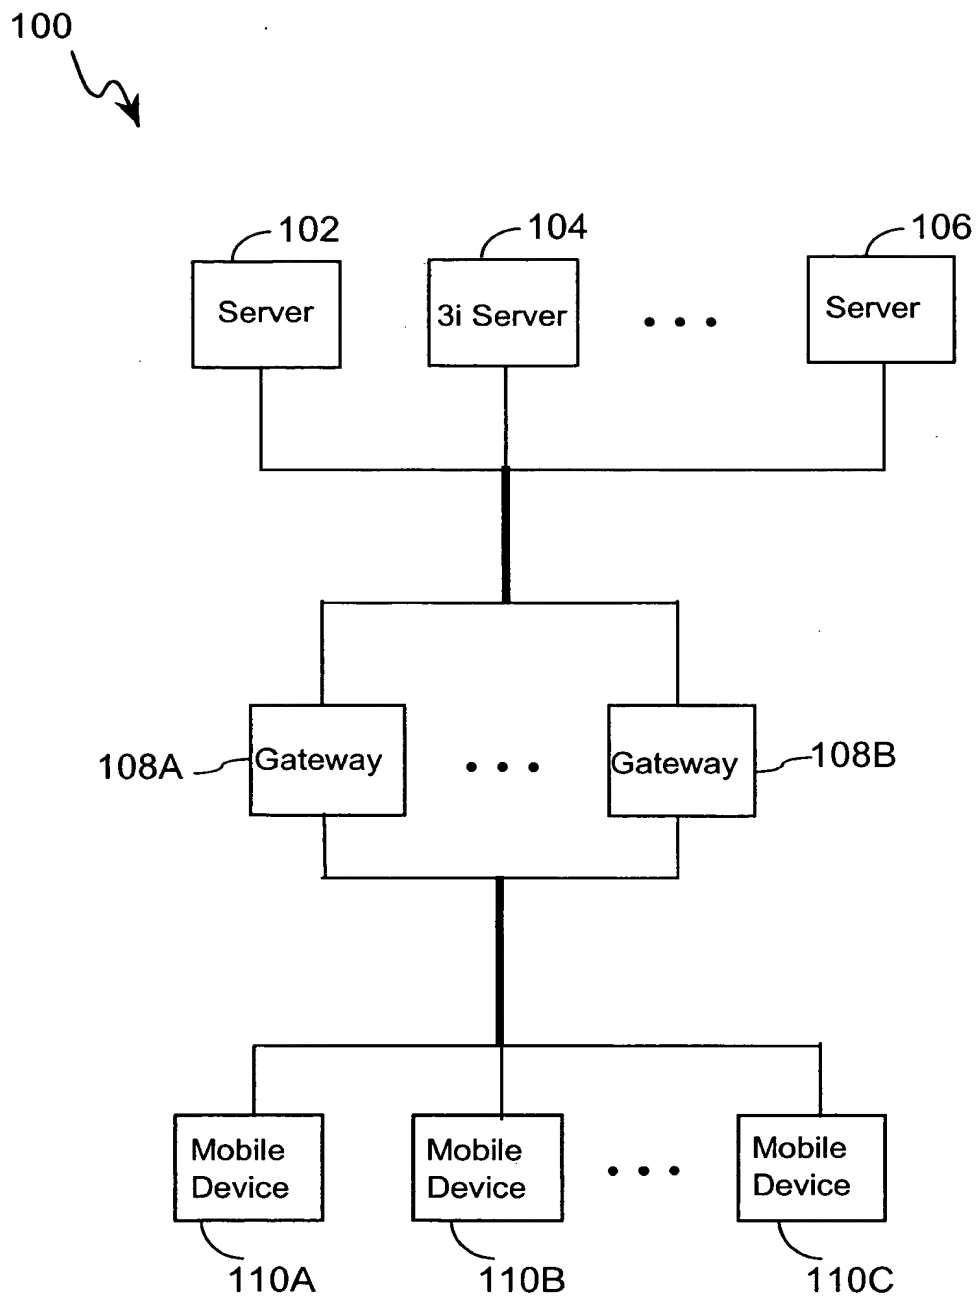 100
102
104
106
Server
3i Server
Server
108A
Gateway
Gateway
108B
Mobile
Device
Mobile
Device
Mobile
Device
110A
110B
110C